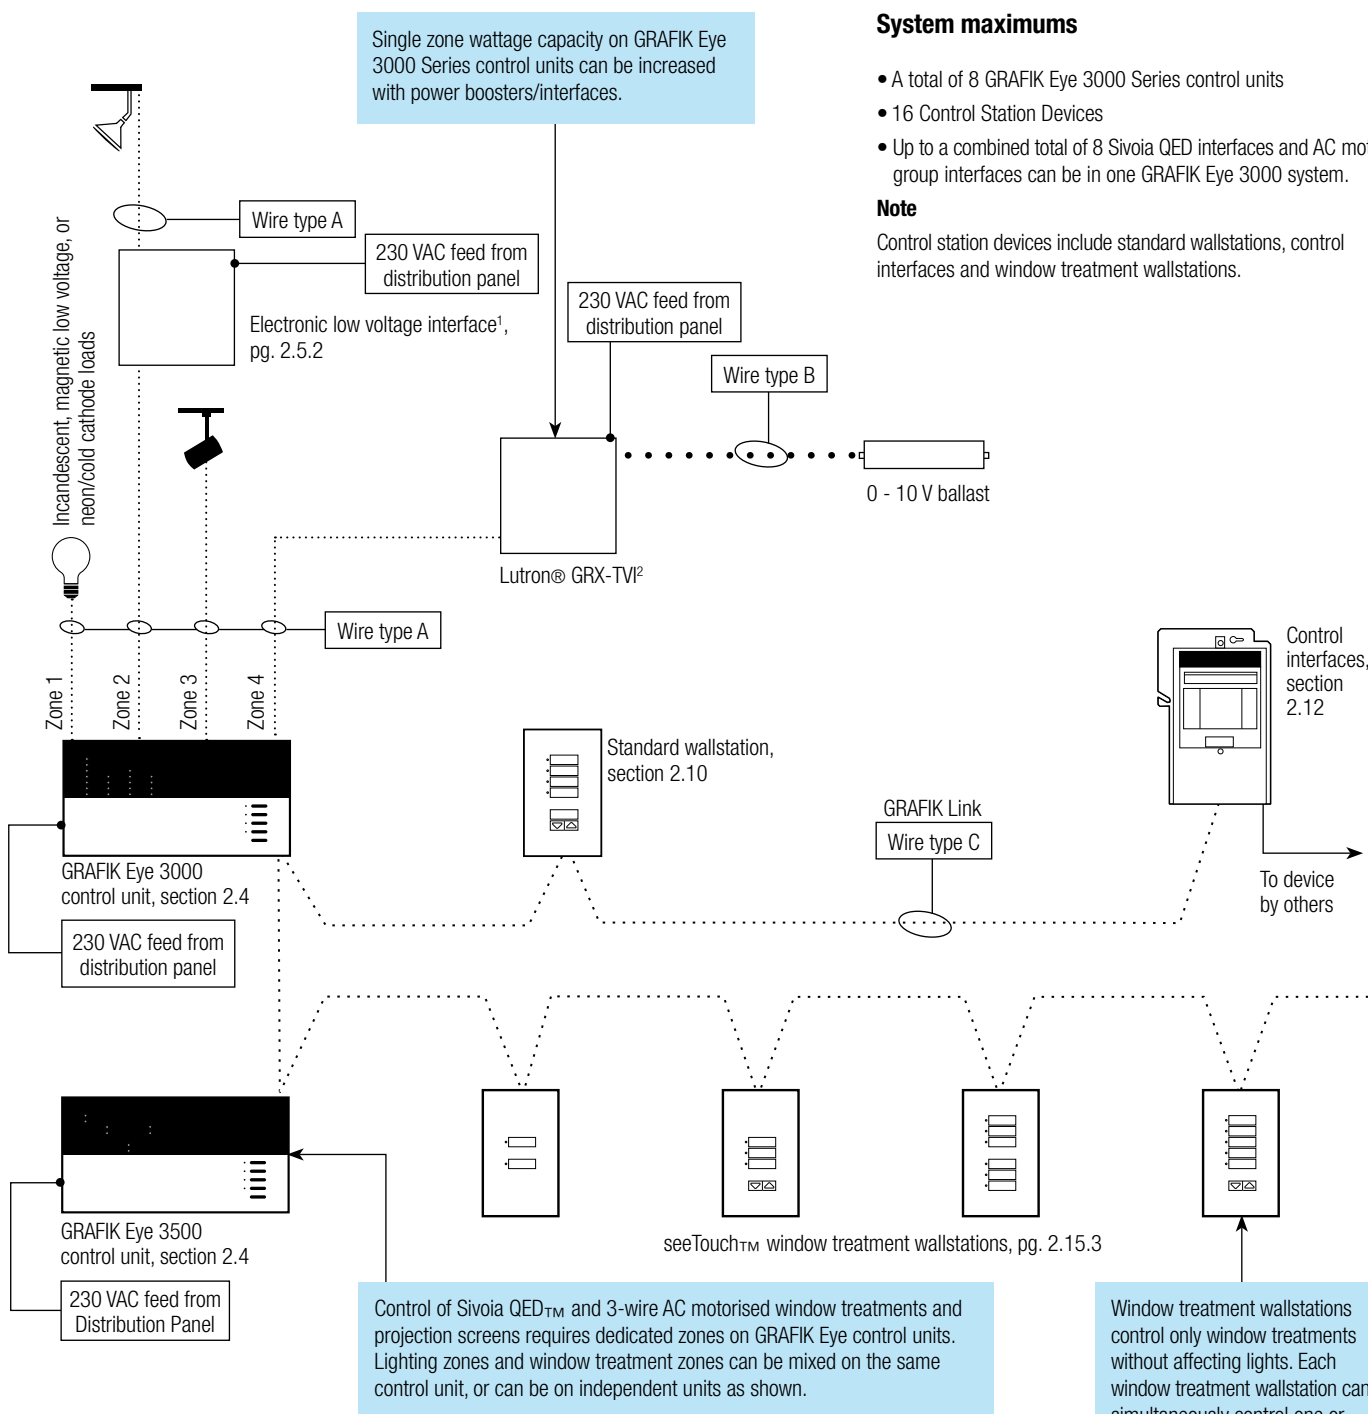 Single zone wattage capacity on GRAFIK Eye
3000 Series control units can be increased
with power boosters/interfaces.
System maximums
• A total of 8 GRAFIK Eye 3000 Series control units
• 16 Control Station Devices
• Up to a combined total of 8 Sivoia QED interfaces and AC
group interfaces can be in one GRAFIK Eye 3000 system.
Note
Control station devices include standard wallstations, control
interfaces and window treatment wallstations.
Wire type A
230 VAC feed from
distribution panel
Electronic low voltage interface¹,
pg. 2.5.2
Incandescent, magnetic low voltage, or
neon/cold cathode loads
230 VAC feed from
distribution panel
Wire type B
0 - 10 V ballast
Lutron® GRX-TVI²
Wire type A
Zone 1
Zone 2
Zone 3
Zone 4
Control
interfaces,
section
2.12
Standard wallstation,
section 2.10
GRAFIK Link
Wire type C
To device
by others
GRAFIK Eye 3000
control unit, section 2.4
230 VAC feed from
distribution panel
GRAFIK Eye 3500
control unit, section 2.4
230 VAC feed from
Distribution Panel
seeTouch™ window treatment wallstations, pg. 2.15.3
Control of Sivoia QED™ and 3-wire AC motorised window treatments and
projection screens requires dedicated zones on GRAFIK Eye control units.
Lighting zones and window treatment zones can be mixed on the same
control unit, or can be on independent units as shown.
Window treatment wallstations
control only window treatments
without affecting lights. Each
window treatment wallstation can
simultaneously control one or